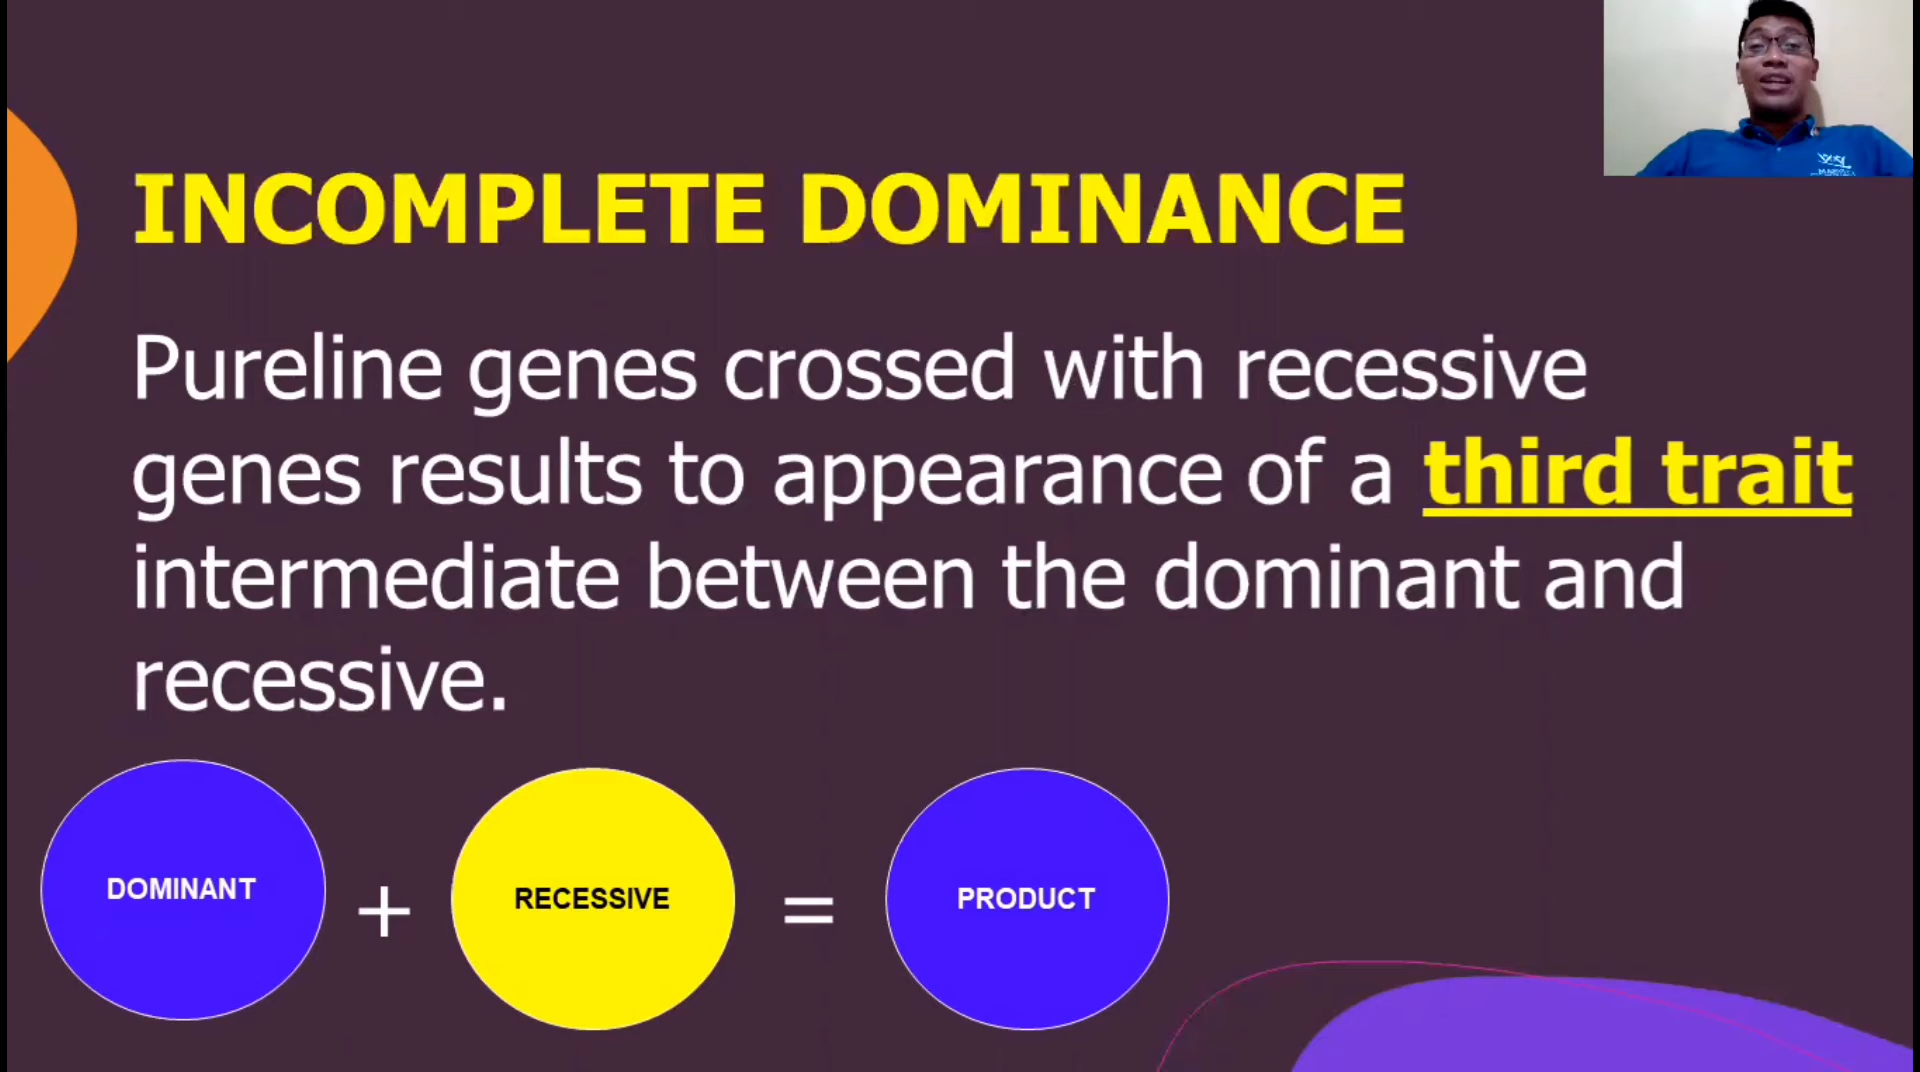 INCOMPLETE DOMINANCE
Pureline genes crossed with recessive
genes results to appearance of a third trait
intermediate between the dominant and
recessive.
DOMINANT + RECESSIVE = PRODUCT